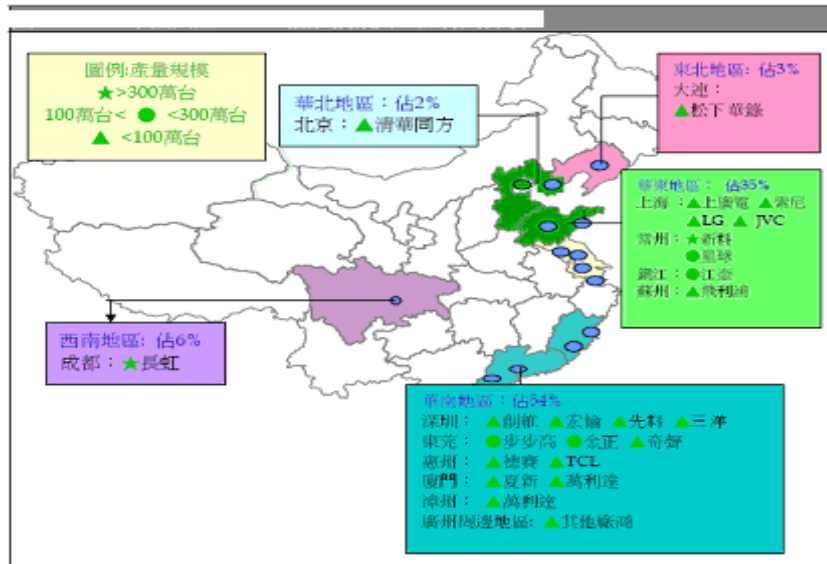 圖例:產量規模
★>300萬台
100萬台< ● <300萬台
▲ <100萬台
華北地區：佔2%
北京：▲清華同方
東北地區: 佔3%
大連：
▲松下華錄
華東地區： 佔35%
上海：▲上廣電 ▲索尼
▲LG ▲ JVC
常州：★新科
●星球
鎮江：●江奎
蘇州：▲飛利浦
西南地區: 佔6%
成都：★長虹
華南地區：佔54%
深圳：▲創維 ▲宏愉 ▲先科 ▲三洋
東莞：●步步高 ●金正 ▲奇聲
惠州：▲德賽 ▲TCL
廈門：▲夏新 ▲萬利達
漳州：▲萬利達
廣州周邊地區: ▲其他廠商